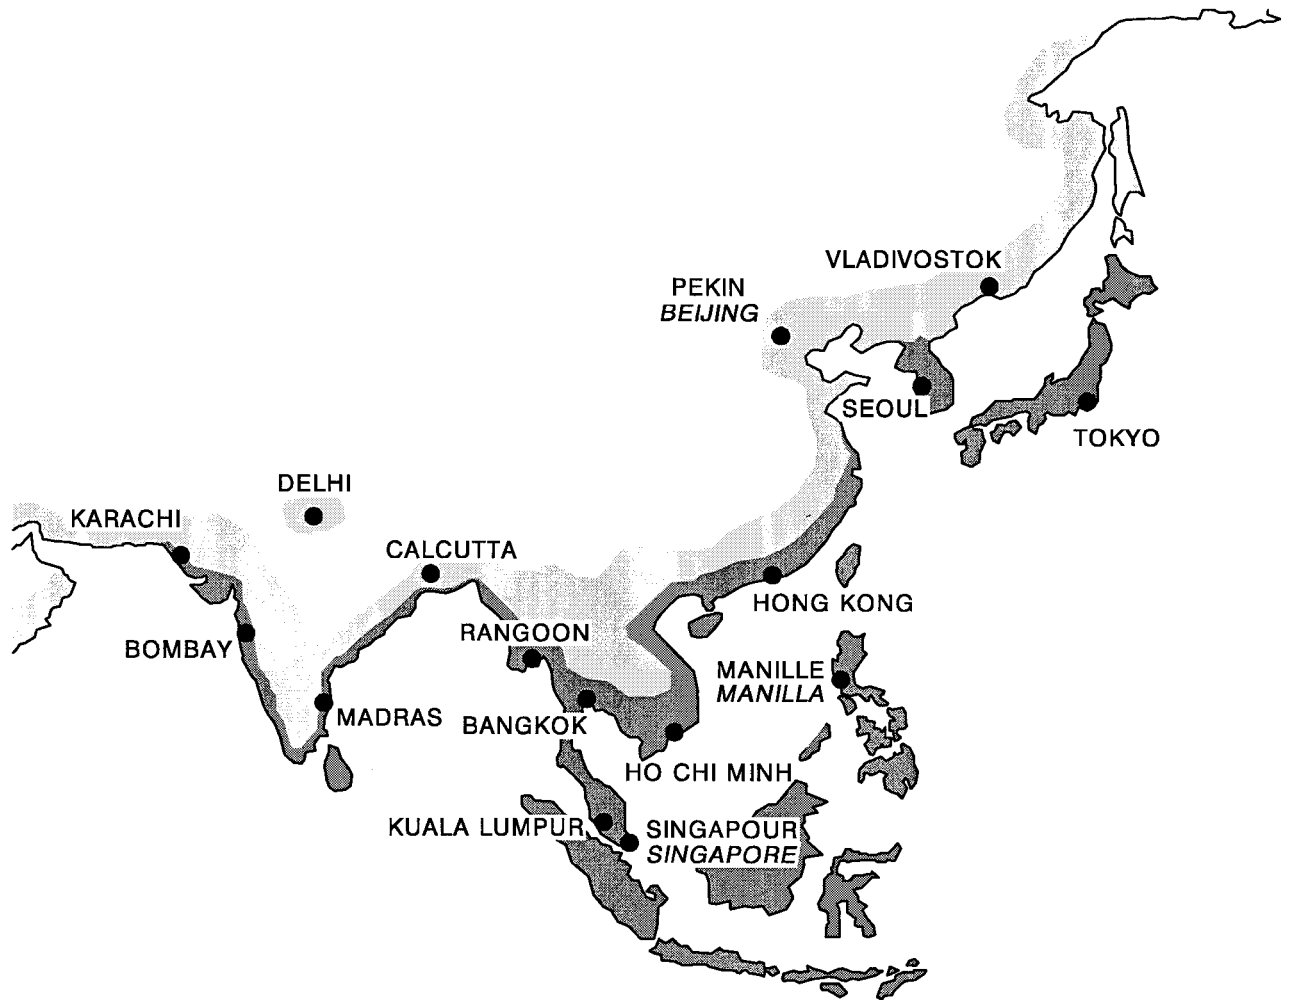 VLADIVOSTOK
PEKIN
BEIJING
SEOUL
TOKYO
DELHI
KARACHI
CALCUTTA
HONG KONG
RANGOON
BOMBAY
MANILLE
MANILLA
MADRAS
BANGKOK
HO CHI MINH
KUALA LUMPUR
SINGAPOUR
SINGAPORE